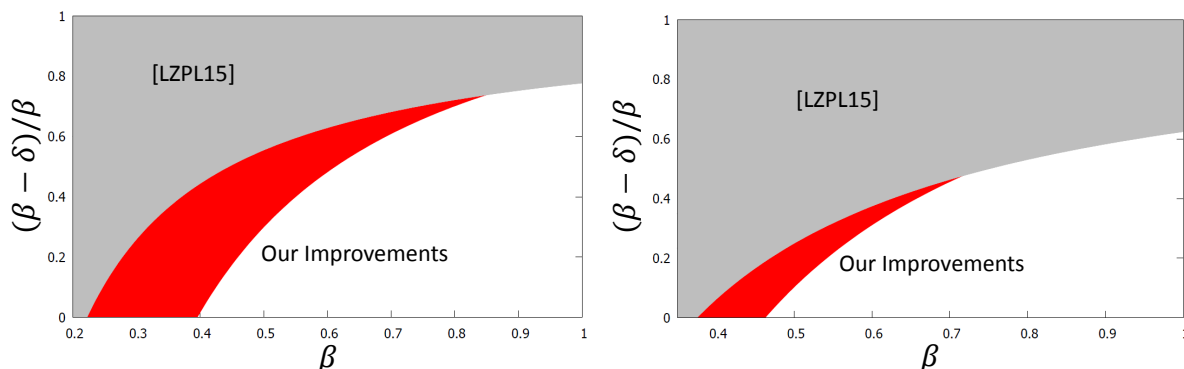 1
0.8
0.6
0.4
0.2
0
(β − δ)/β
[LZPL15]
Our Improvements
0.2 0.3 0.4 0.5 0.6 0.7 0.8 0.9 1
β
1
0.8
0.6
0.4
0.2
0
(β − δ)/β
[LZPL15]
Our Improvements
0.4 0.5 0.6 0.7 0.8 0.9 1
β